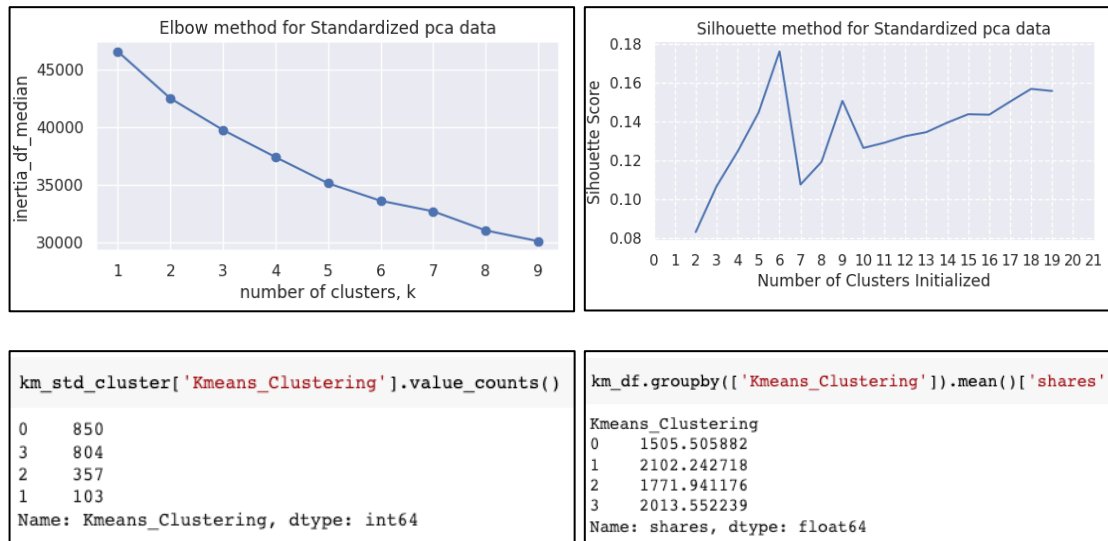 Elbow method for Standardized pca data
45000
40000
35000
30000
inertia_df_median
1 2 3 4 5 6 7 8 9
number of clusters, k
Silhouette method for Standardized pca data
0.18
0.16
0.14
0.12
0.10
0.08
Sihouette Score
0 1 2 3 4 5 6 7 8 9 10 11 12 13 14 15 16 17 18 19 20 21
Number of Clusters Initialized
km_std_cluster['Kmeans_Clustering'].value_counts()
0 850
3 804
2 357
1 103
Name: Kmeans_Clustering, dtype: int64
km_df.groupby(['Kmeans_Clustering']).mean()['shares'
Kmeans_Clustering
0 1505.505882
1 2102.242718
2 1771.941176
3 2013.552239
Name: shares, dtype: float64